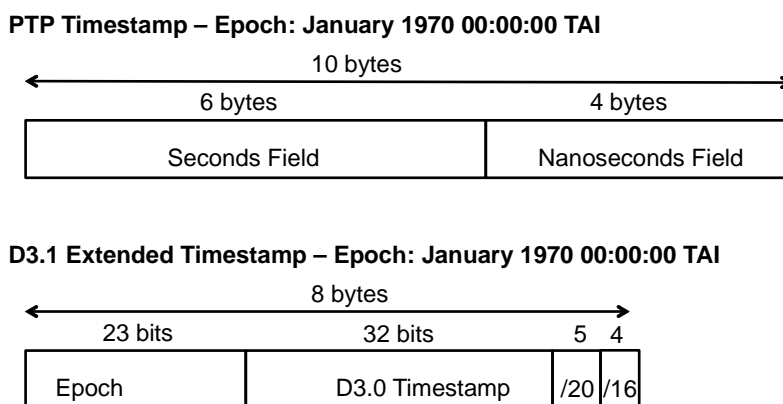 PTP Timestamp – Epoch: January 1970 00:00:00 TAI
10 bytes
6 bytes 4 bytes
Seconds Field Nanoseconds Field
D3.1 Extended Timestamp – Epoch: January 1970 00:00:00 TAI
8 bytes
23 bits 32 bits 5 4
Epoch D3.0 Timestamp /20 /16